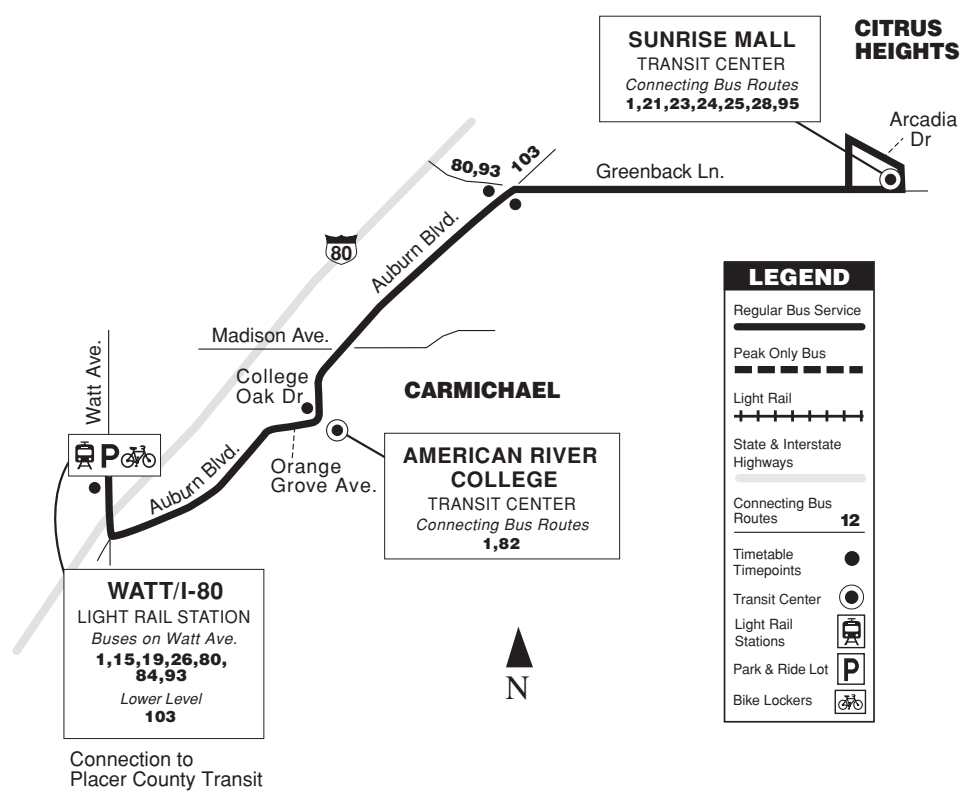 SUNRISE MALL
TRANSIT CENTER
Connecting Bus Routes
1,21,23,24,25,28,95
CITRUS
HEIGHTS
Arcadia
Dr
80,93
103
Greenback Ln.
80
Auburn Blvd.
Madison Ave.
Watt Ave.
College
Oak Dr
CARMICHAEL
P
Auburn Blvd.
Orange
Grove Ave.
AMERICAN RIVER
COLLEGE
TRANSIT CENTER
Connecting Bus Routes
1,82
WATT/I-80
LIGHT RAIL STATION
Buses on Watt Ave.
1,15,19,26,80,
84,93
Lower Level
103
Connection to
Placer County Transit
N
LEGEND
Regular Bus Service
Peak Only Bus
Light Rail
State & Interstate
Highways
Connecting Bus
Routes 12
Timetable
Timepoints
Transit Center
Light Rail
Stations
Park & Ride Lot P
Bike Lockers